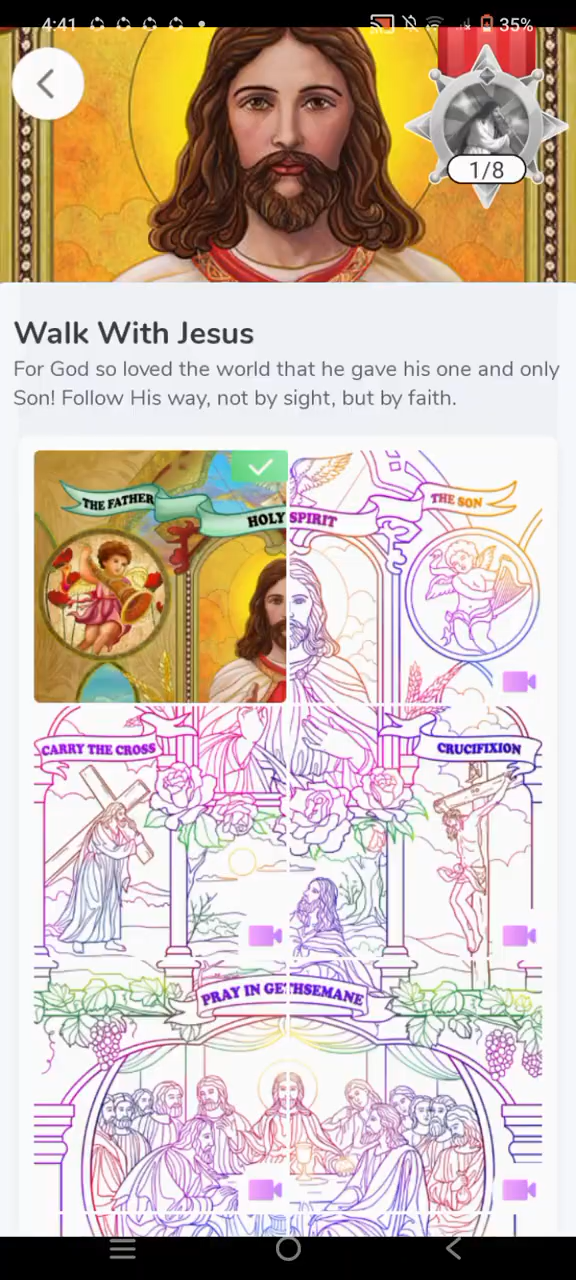 4:41
35%
1/8
Walk With Jesus
For God so loved the world that he gave his one and only
Son! Follow His way, not by sight, but by faith.
THE FATHER
HOLY SPIRIT
THE SON
CARRY THE CROSS
CRUCIFIXION
PRAY IN GETHSEMANE